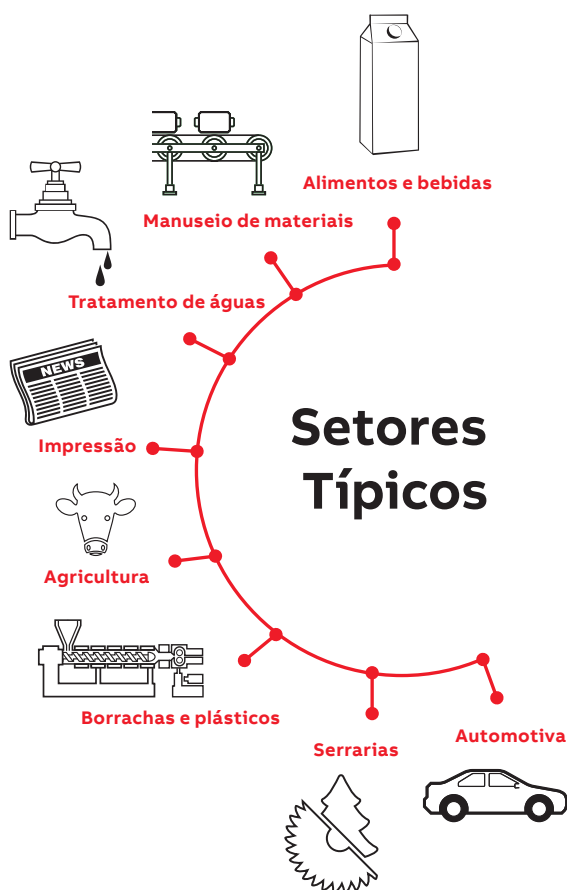 Alimentos e bebidas
Manuseio de materiais
Tratamento de águas
NEWS
Impressão
Setores
Típicos
Agricultura
Borrachas e plásticos
Serrarias
Automotiva